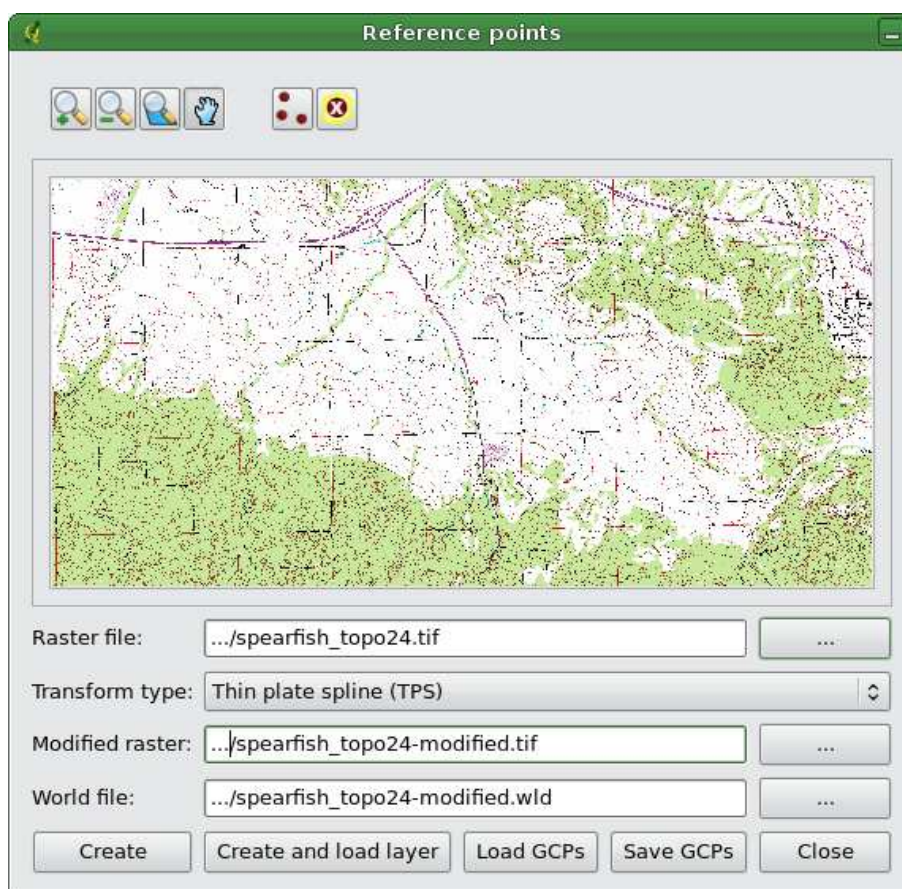 Reference points
Raster file: .../spearfish_topo24.tif ...
Transform type: Thin plate spline (TPS)
Modified raster: .../spearfish_topo24-modified.tif ...
World file: .../spearfish_topo24-modified.wld ...
Create Create and load layer Load GCPs Save GCPs Close